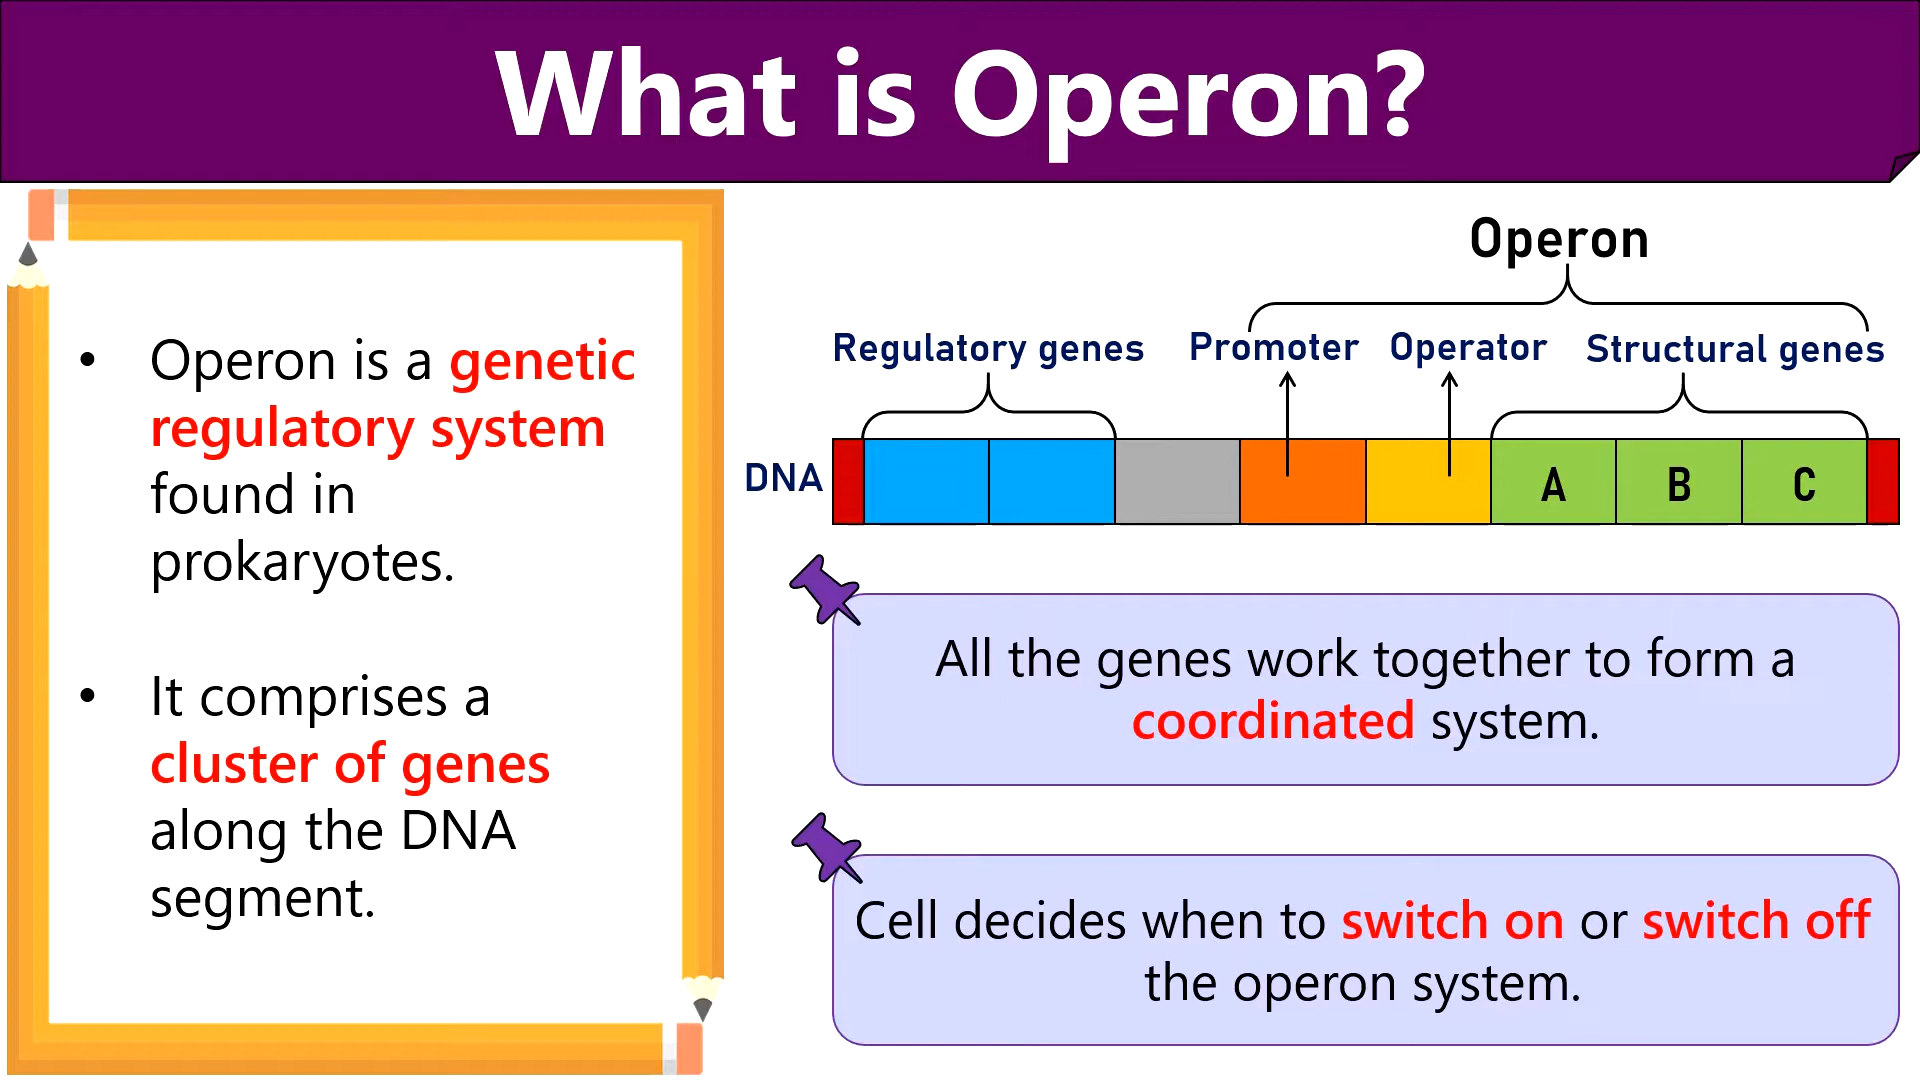 What is Operon?
• Operon is a genetic
regulatory system
found in
prokaryotes.
• It comprises a
cluster of genes
along the DNA
segment.
Operon
Regulatory genes Promoter Operator Structural genes
DNA A B C
All the genes work together to form a
coordinated system.
Cell decides when to switch on or switch off
the operon system.